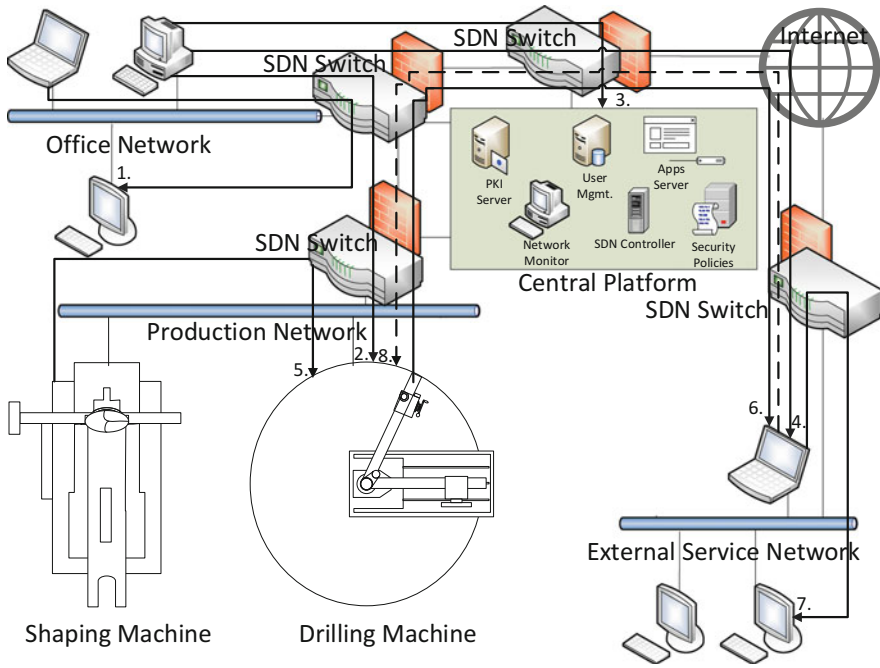 SDN Switch
Internet
SDN Switch
3.
Office Network
1.
PKI
Server
User
Mgmt.
Apps
Server
SDN Switch
Network
Monitor
SDN Controller
Security
Policies
Central Platform
SDN Switch
Production Network
5.
2.
8.
6.
4.
External Service Network
7.
Shaping Machine
Drilling Machine